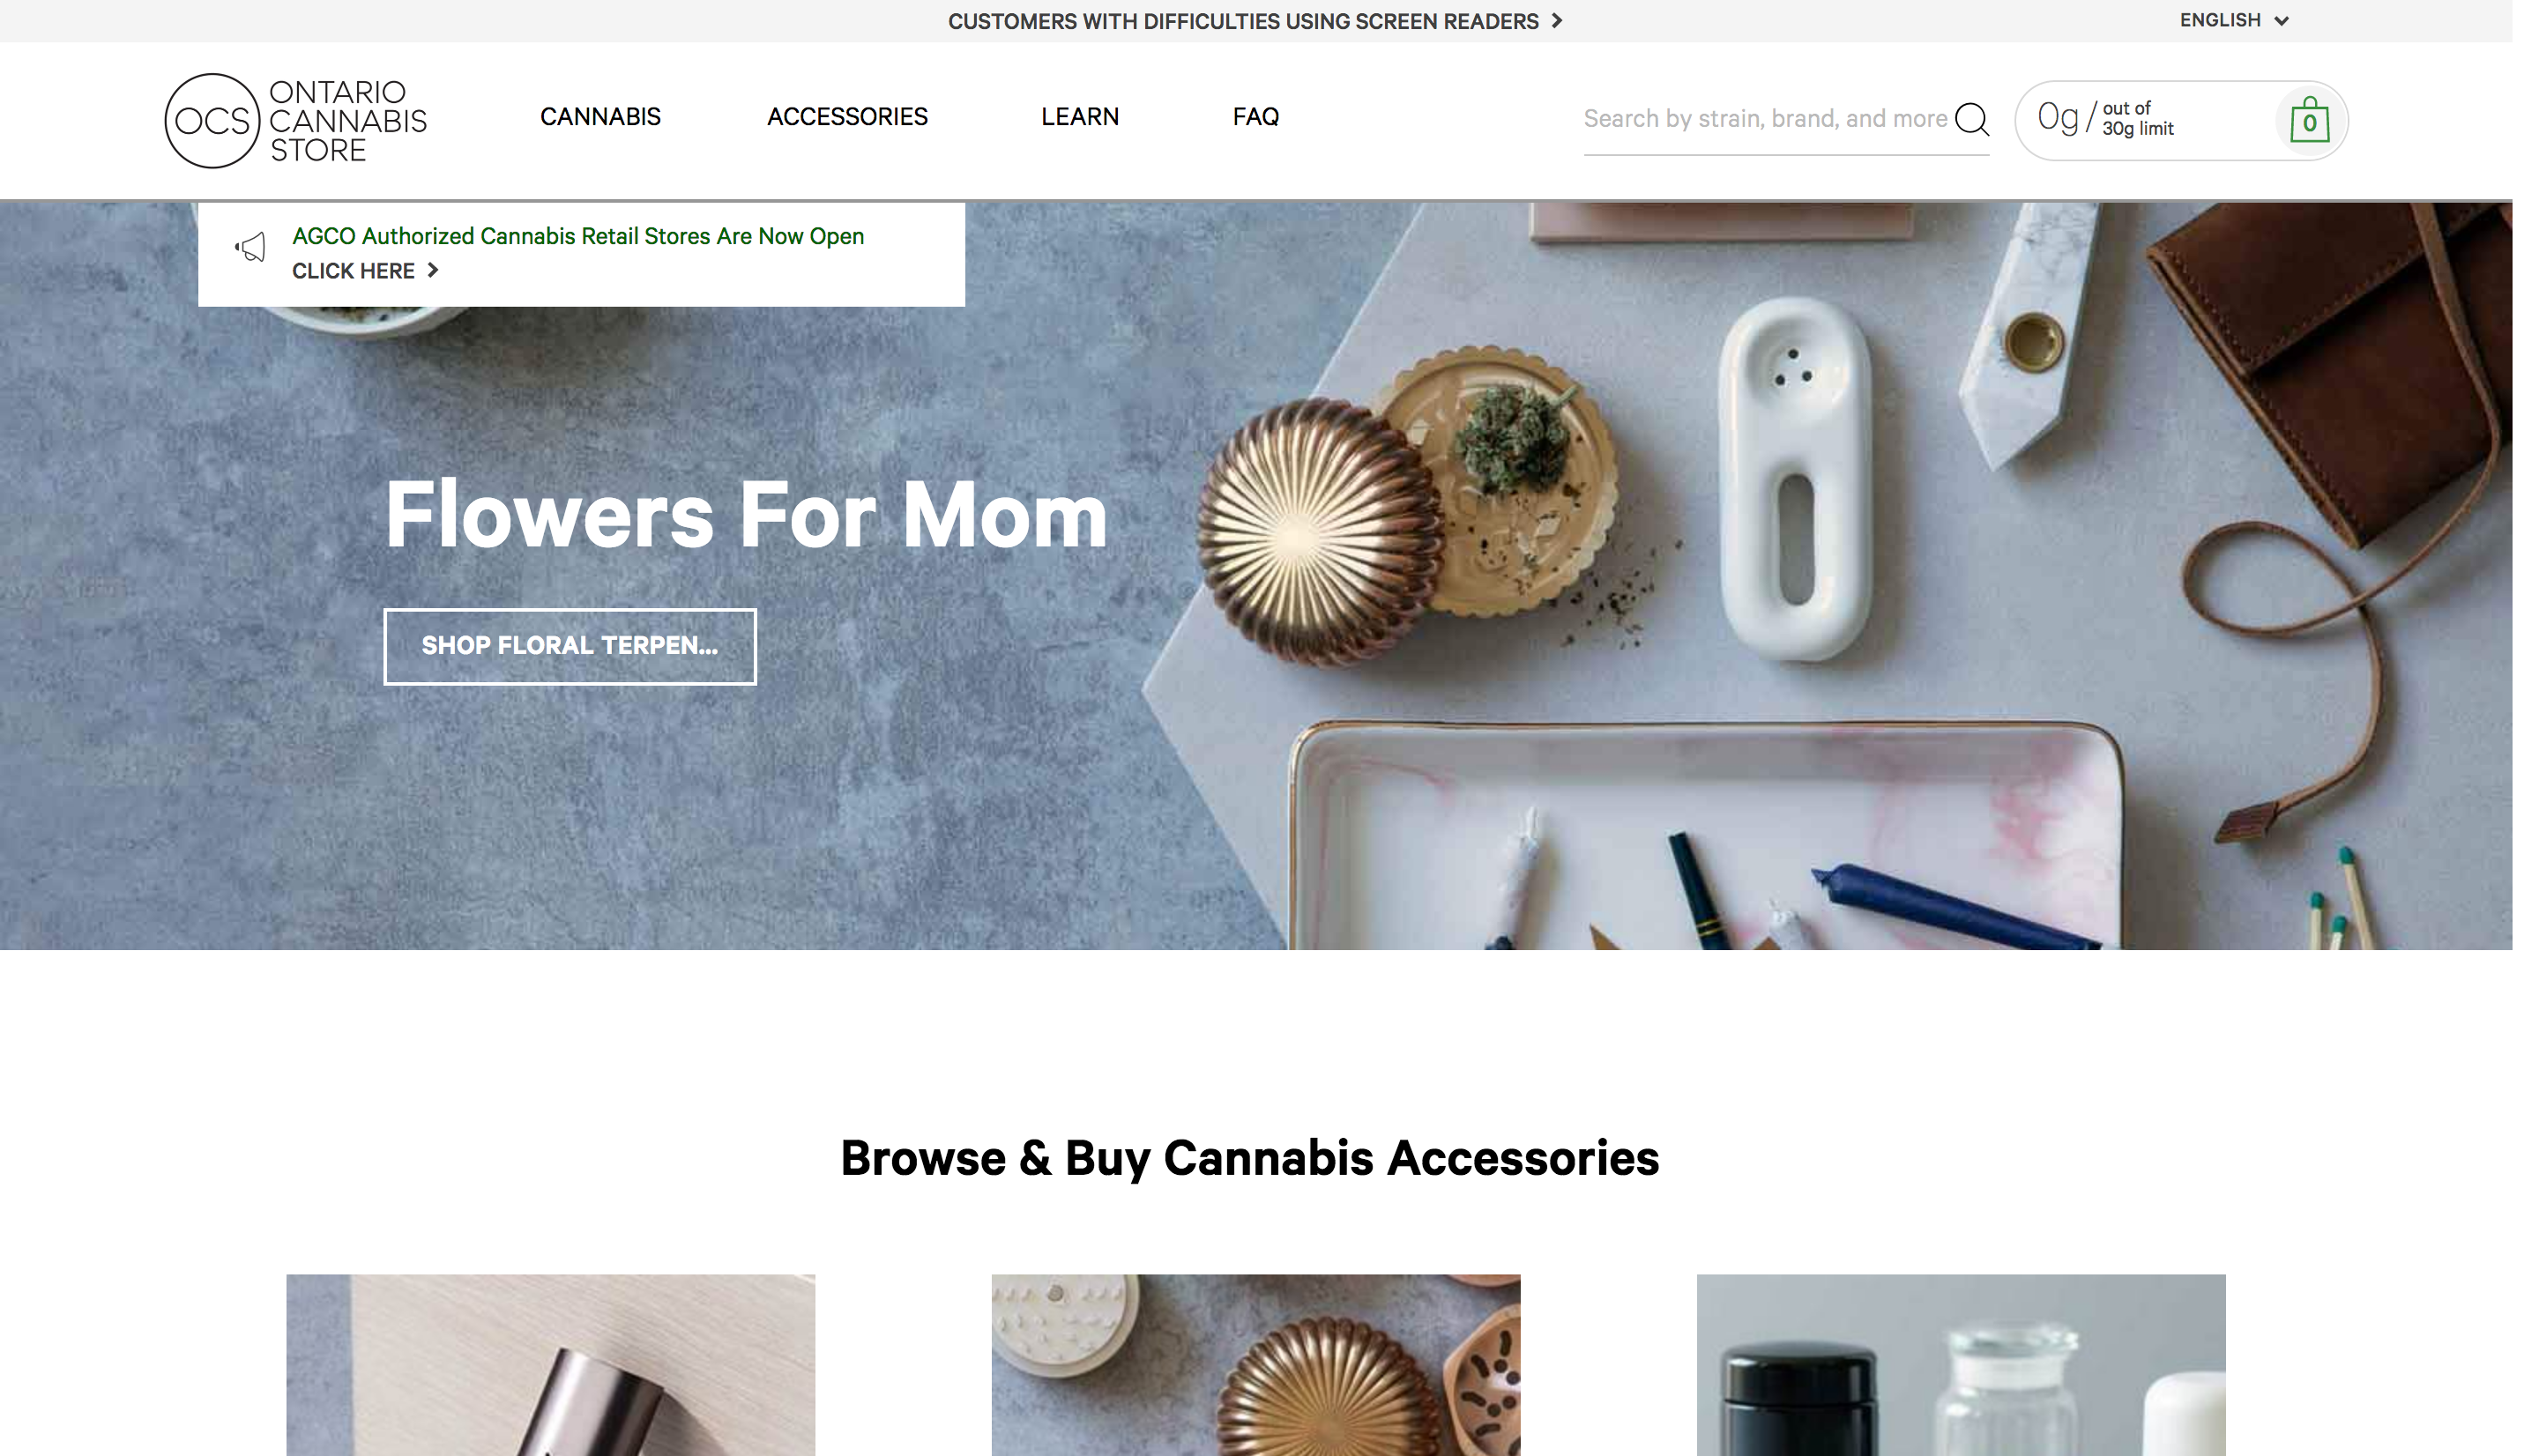 CUSTOMERS WITH DIFFICULTIES USING SCREEN READERS
ENGLISH
OCS
ONTARIO
CANNABIS
STORE
CANNABIS
ACCESSORIES
LEARN
FAQ
Search by strain, brand, and more
0g/
out of
30g limit
0
AGCO Authorized Cannabis Retail Stores Are Now Open
CLICK HERE
Flowers For Mom
SHOP FLORAL TERPEN...
Browse & Buy Cannabis Accessories